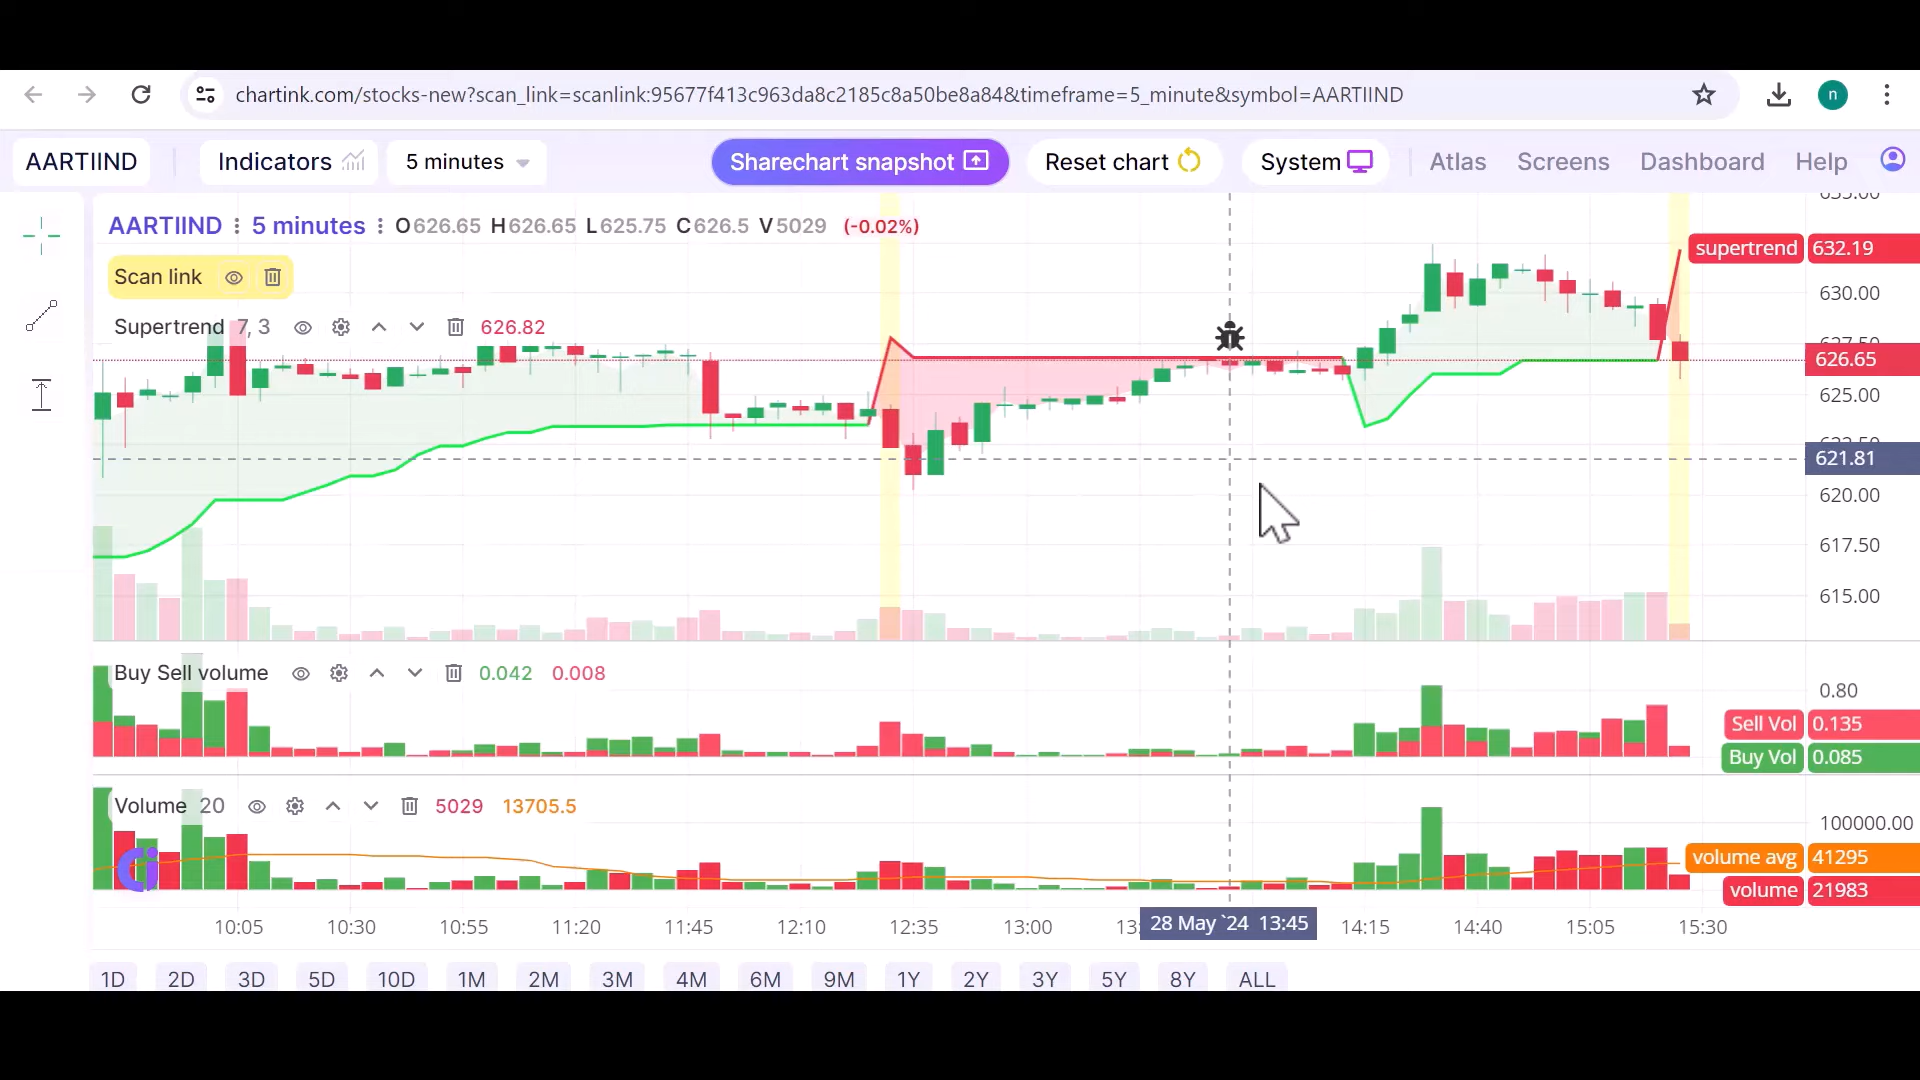 chartink.com/stocks-new?scan_link=scanlink:95677f413c963da8c2185c8a50be8a84&timeframe=5_minute&symbol=AARTIIND
n
AARTIIND Indicators 5 minutes Sharechart snapshot Reset chart System Atlas Screens Dashboard Help
635.00
AARTIIND 5 minutes O626.65 H626.65 L625.75 C626.5 V5029 (-0.02%)
supertrend 632.19
Scan link
630.00
Supertrend 7, 3 626.82
626.65
625.00
621.81
620.00
617.50
615.00
Buy Sell volume 0.042 0.008
0.80
Sell Vol 0.135
Buy Vol 0.085
Volume 20 5029 13705.5
100000.00
volume avg 41295
volume 21983
10:05 10:30 10:55 11:20 11:45 12:10 12:35 13:00 28 May `24 13:45 14:15 14:40 15:05 15:30
1D 2D 3D 5D 10D 1M 2M 3M 4M 6M 9M 1Y 2Y 3Y 5Y 8Y ALL